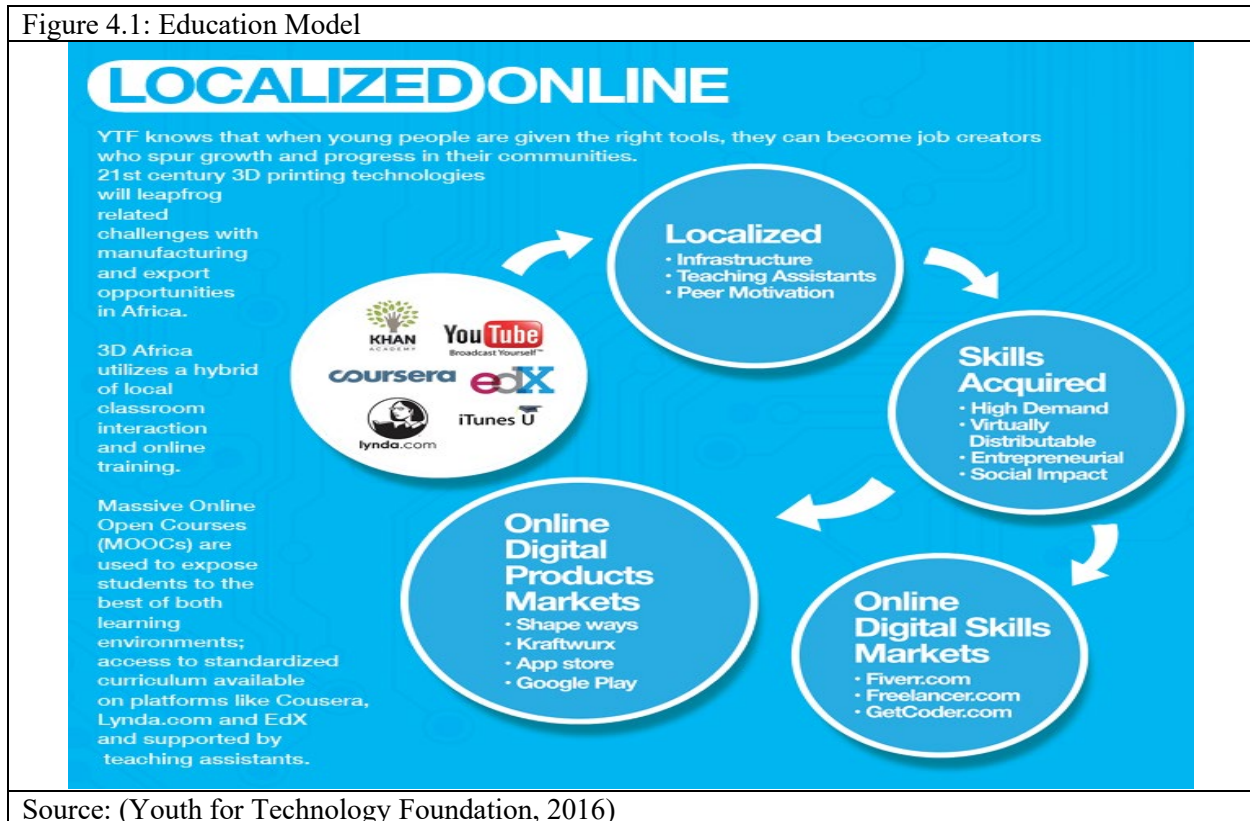 Figure 4.1: Education Model
LOCALIZED ONLINE
YTF knows that when young people are given the right tools, they can become job creators
who spur growth and progress in their communities.
21st century 3D printing technologies
will leapfrog
related
challenges with
manufacturing
and export
opportunities
in Africa.
3D Africa
utilizes a hybrid
of local
classroom
interaction
and online
training.
Massive Online
Open Courses
(MOOCs) are
used to expose
students to the
best of both
learning
environments;
access to standardized
curriculum available
on platforms like Cousera,
Lynda.com and EdX
and supported by
teaching assistants.
KHAN
ACADEMY
YouTube
Broadcast Yourself™
coursera
edX
lynda.com
iTunes U
Localized
· Infrastructure
· Teaching Assistants
· Peer Motivation
Skills
Acquired
· High Demand
· Virtually
Distributable
· Entrepreneurial
· Social Impact
Online
Digital
Products
Markets
· Shape ways
· Kraftwurx
· App store
· Google Play
Online
Digital Skills
Markets
· Fiverr.com
· Freelancer.com
· GetCoder.com
Source: (Youth for Technology Foundation, 2016)